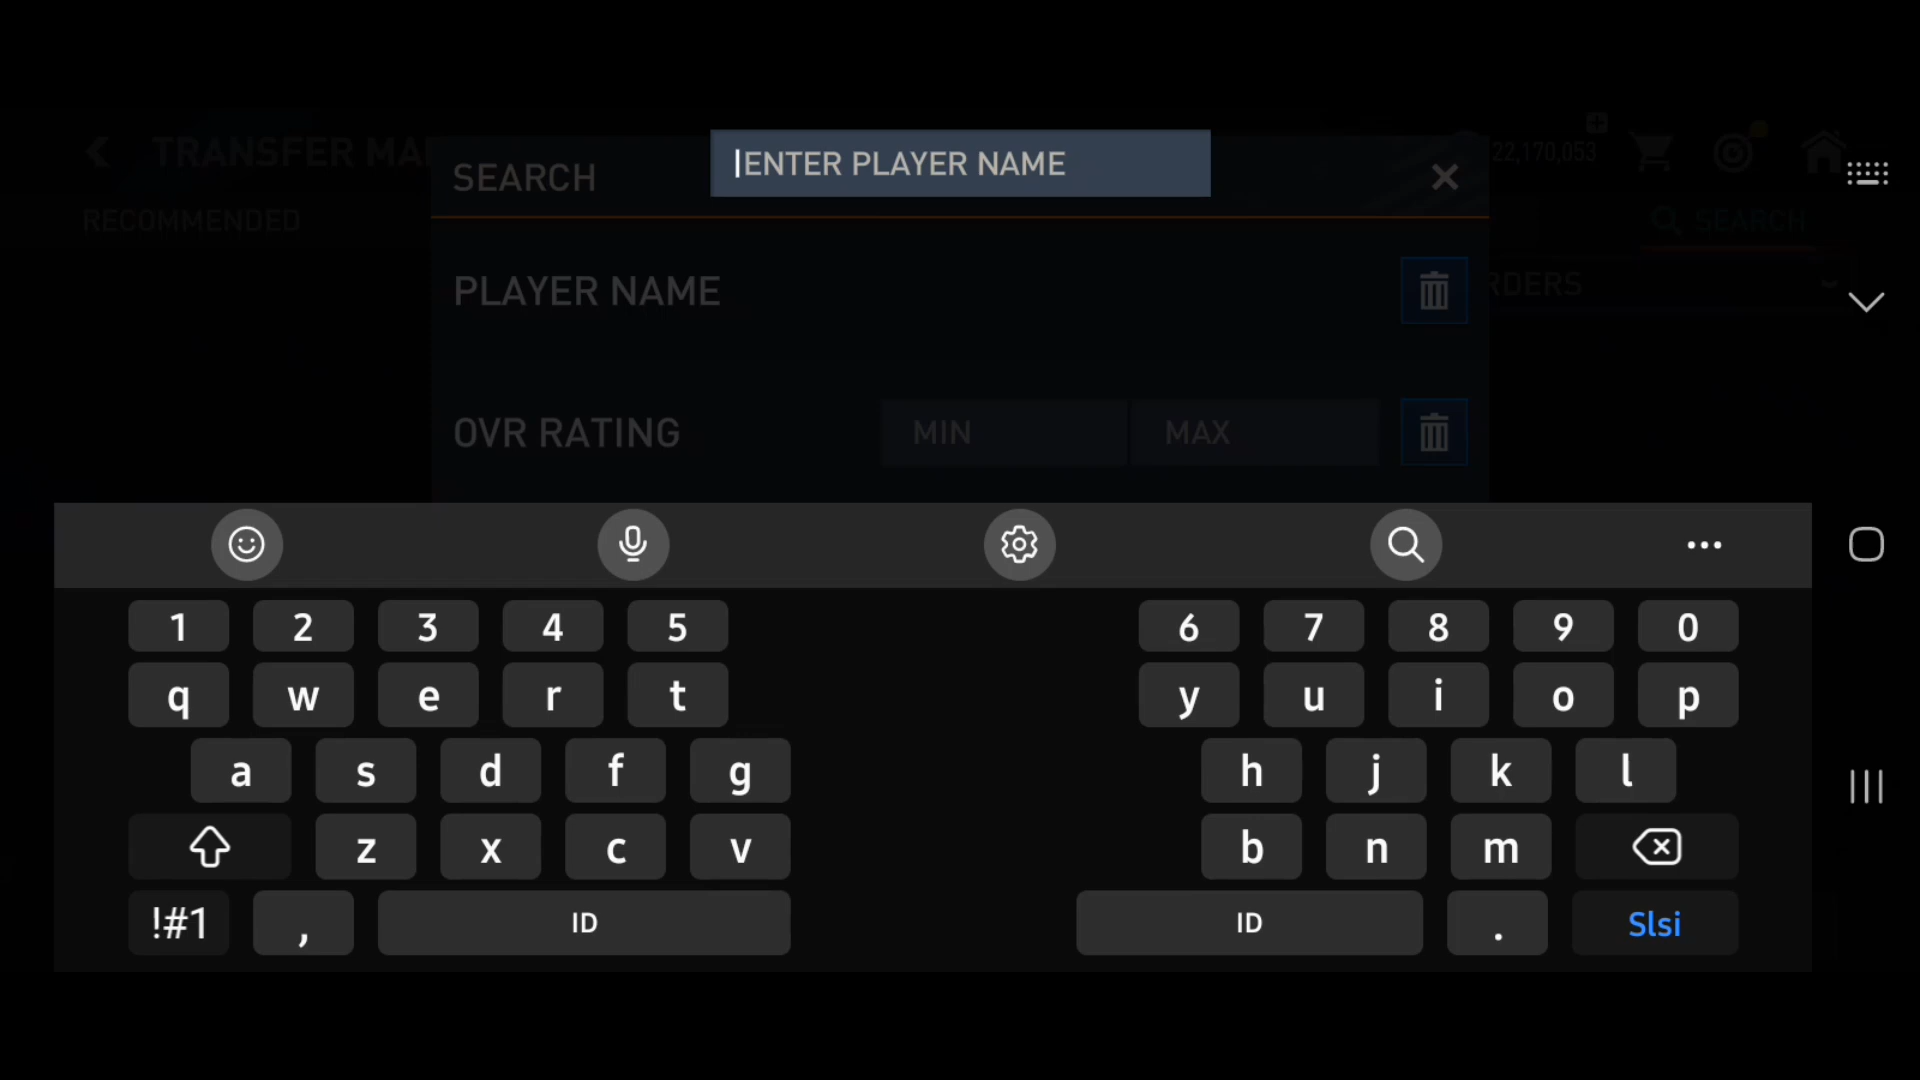 TRANSFER MA
22,170,053
SEARCH
ENTER PLAYER NAME
RECOMMENDED
SEARCH
PLAYER NAME
RDERS
OVR RATING
MIN
MAX
1 2 3 4 5 6 7 8 9 0
q w e r t y u i o p
a s d f g h j k l
z x c v b n m
!#1 , ID ID . Slsi